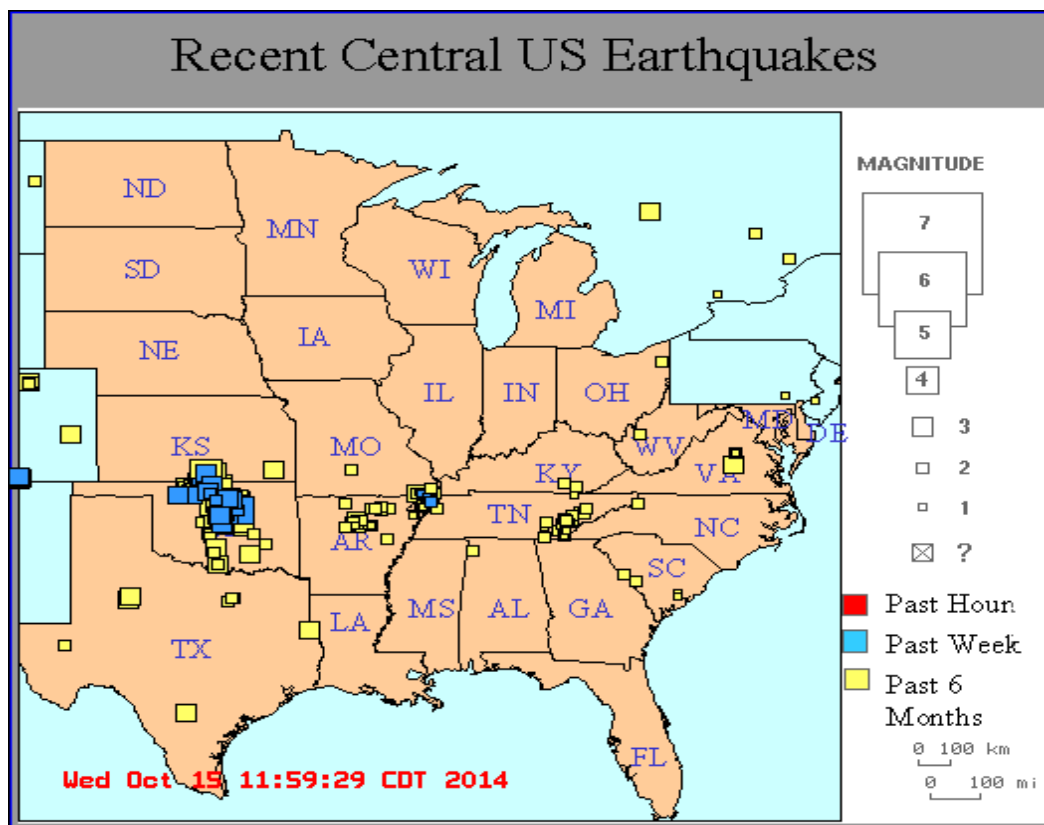 Recent Central US Earthquakes
MAGNITUDE
7
6
5
4
3
2
1
?
Past Houn
Past Week
Past 6
Months
0 100 km
0 100 mi
ND
MN
SD
WI
MI
NE
IA
IL
IN
OH
MD
DE
KS
MO
WV
KY
VA
TN
NC
AR
SC
MS
AL
GA
LA
TX
FL
Wed Oct 15 11:59:29 CDT 2014